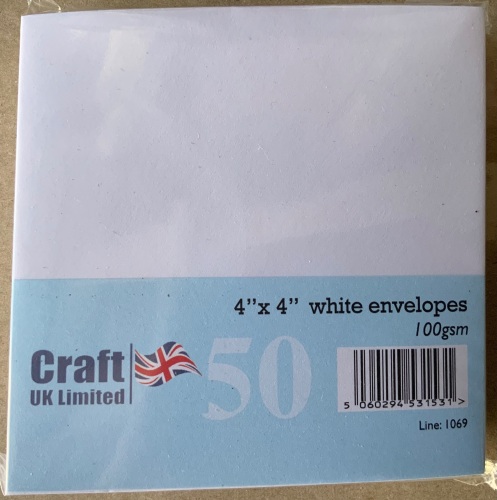 4"x 4" white envelopes
100gsm
Craft
UK Limited
50
5 060294 531531 >
Line: 1069